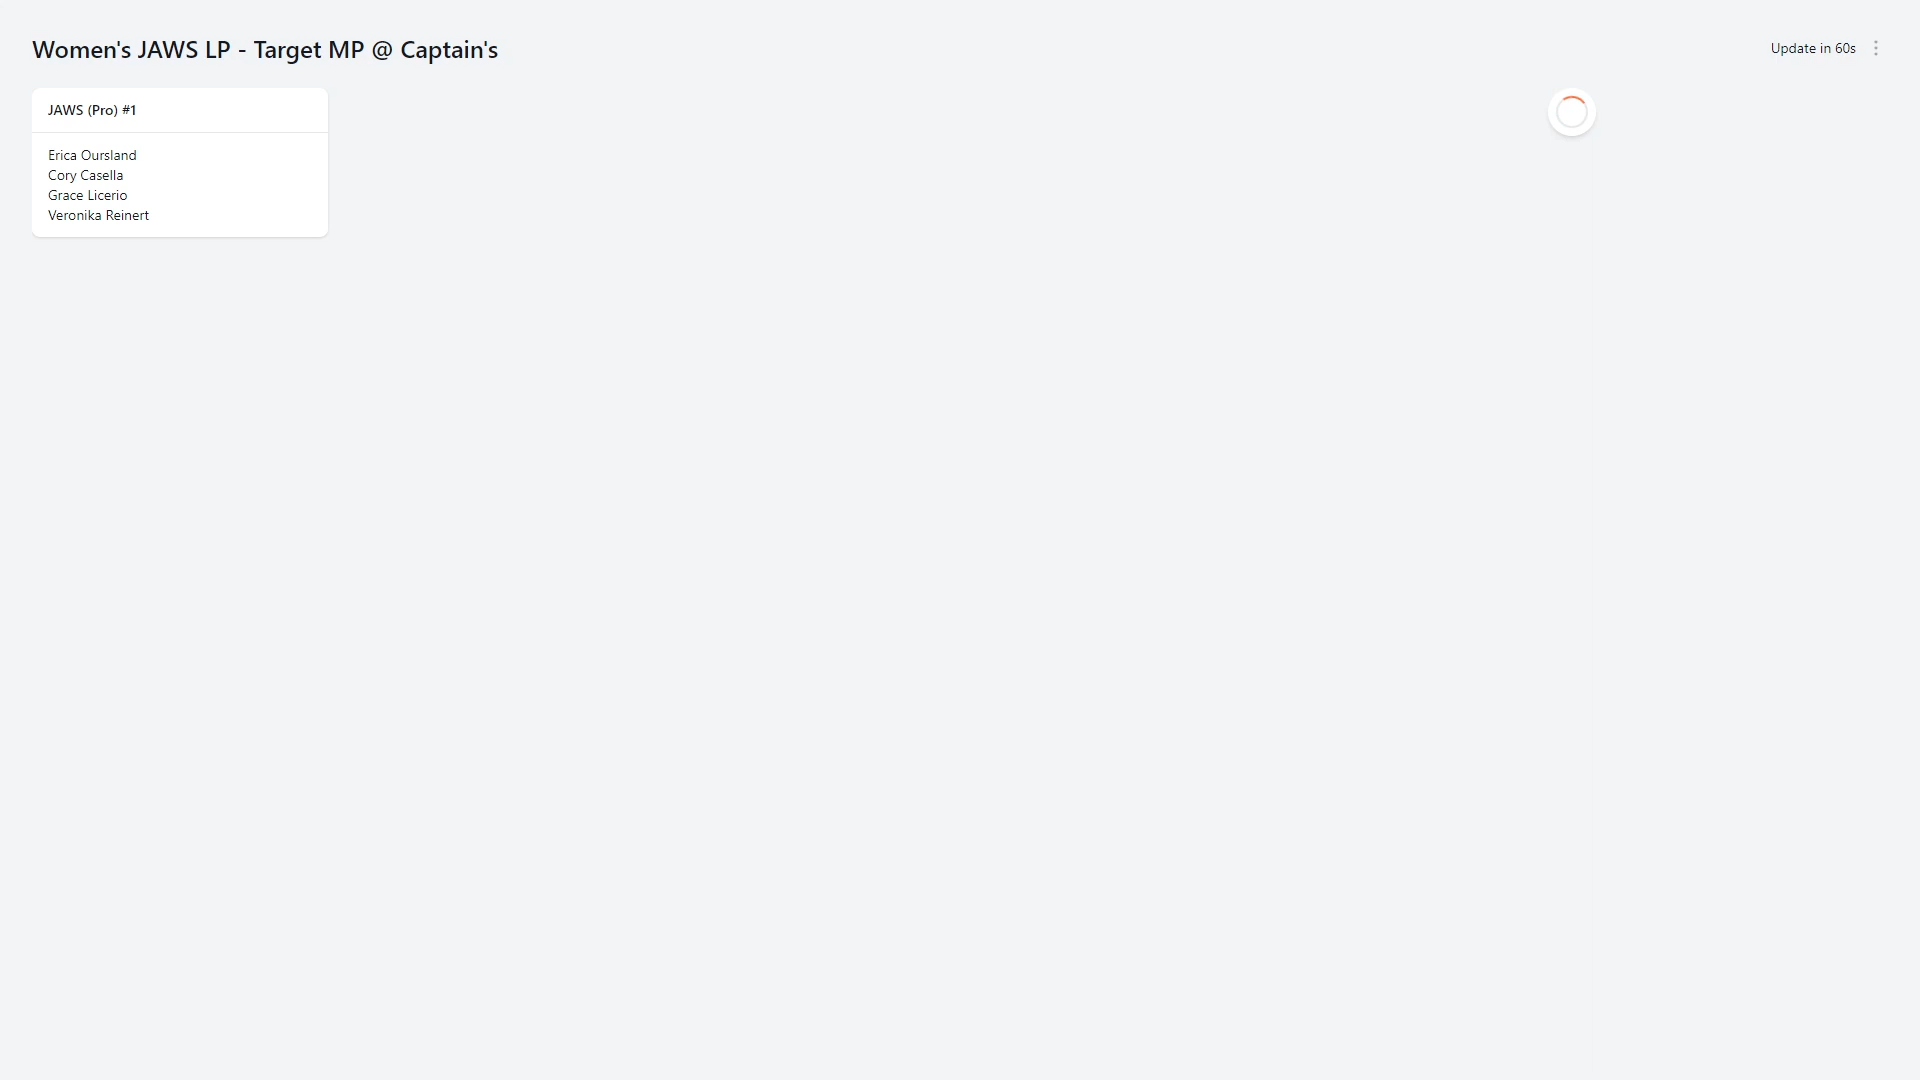 Women's JAWS LP - Target MP @ Captain's
Update in 60s
JAWS (Pro) #1
Erica Oursland
Cory Casella
Grace Licerio
Veronika Reinert